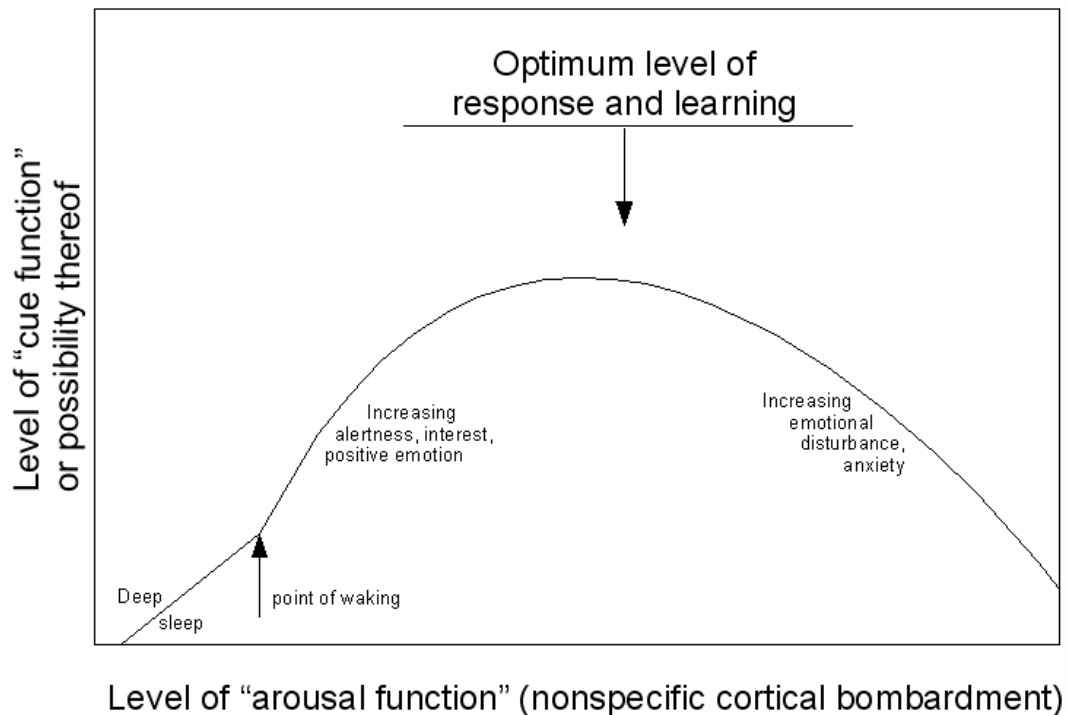 Optimum level of
response and learning
Level of “cue function”
or possibility thereof
Increasing
alertness, interest,
positive emotion
Increasing
emotional
disturbance,
anxiety
Deep
sleep
point of waking
Level of “arousal function” (nonspecific cortical bombardment)